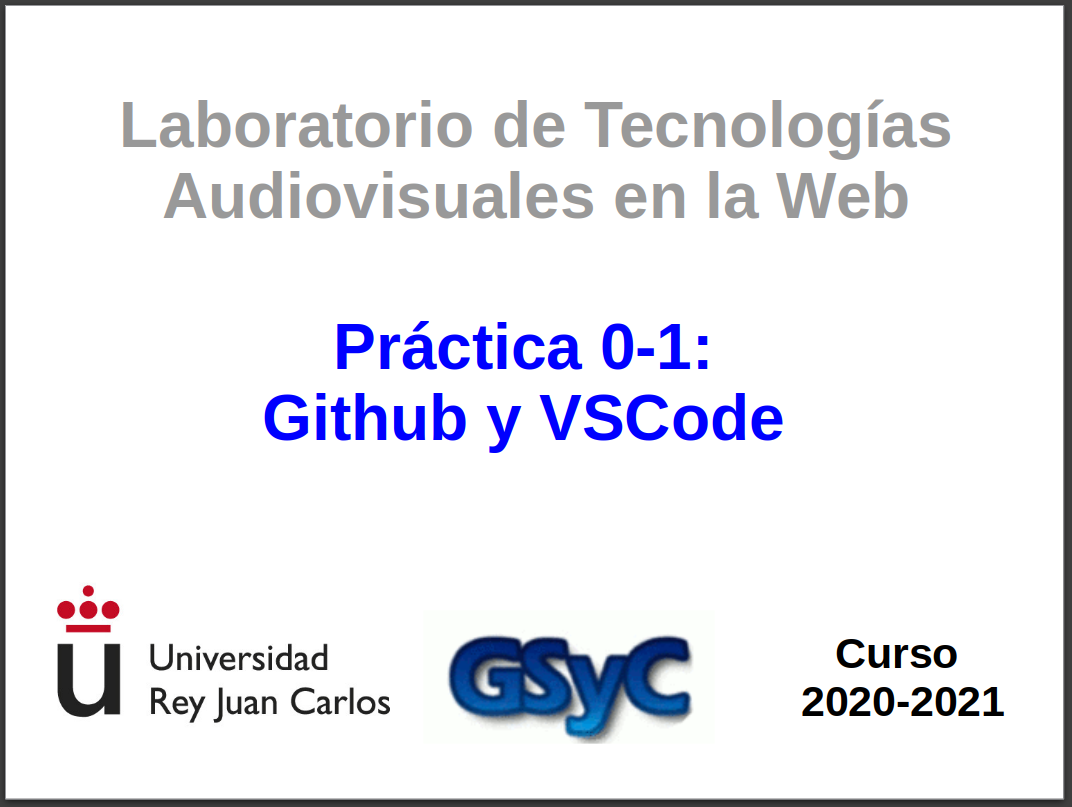 Laboratorio de Tecnologías
Audiovisuales en la Web
Práctica 0-1:
Github y VSCode
Universidad
Rey Juan Carlos
GSyC
Curso
2020-2021